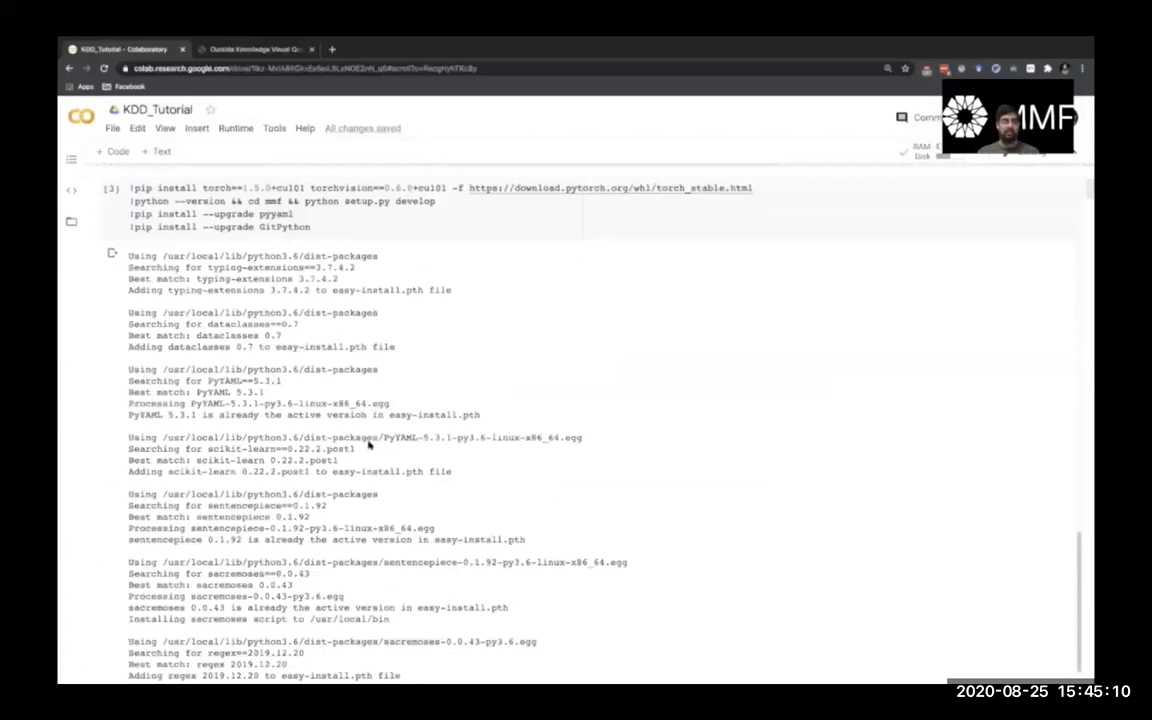 KDD_Tutorial - Colaboratory
Outside Knowledge Visual Qu
colab.research.google.com
Apps
Facebook
KDD_Tutorial
File Edit View Insert Runtime Tools Help All changes saved
Comm
MMF
+ Code + Text
RAM
Disk
[3] !pip install torch==1.5.0+cu101 torchvision==0.6.0+cu101 -f https://download.pytorch.org/whl/torch_stable.html
!python --version && cd mmf && python setup.py develop
!pip install --upgrade pyyaml
!pip install --upgrade GitPython
Using /usr/local/lib/python3.6/dist-packages
Searching for typing-extensions==3.7.4.2
Best match: typing-extensions 3.7.4.2
Adding typing-extensions 3.7.4.2 to easy-install.pth file
Using /usr/local/lib/python3.6/dist-packages
Searching for dataclasses==0.7
Best match: dataclasses 0.7
Adding dataclasses 0.7 to easy-install.pth file
Using /usr/local/lib/python3.6/dist-packages
Searching for PyYAML==5.3.1
Best match: PyYAML 5.3.1
Processing PyYAML-5.3.1-py3.6-linux-x86_64.egg
PyYAML 5.3.1 is already the active version in easy-install.pth
Using /usr/local/lib/python3.6/dist-packages/PyYAML-5.3.1-py3.6-linux-x86_64.egg
Searching for scikit-learn==0.22.2.post1
Best match: scikit-learn 0.22.2.post1
Adding scikit-learn 0.22.2.post1 to easy-install.pth file
Using /usr/local/lib/python3.6/dist-packages
Searching for sentencepiece==0.1.92
Best match: sentencepiece 0.1.92
Processing sentencepiece-0.1.92-py3.6-linux-x86_64.egg
sentencepiece 0.1.92 is already the active version in easy-install.pth
Using /usr/local/lib/python3.6/dist-packages/sentencepiece-0.1.92-py3.6-linux-x86_64.egg
Searching for sacremoses==0.0.43
Best match: sacremoses 0.0.43
Processing sacremoses-0.0.43-py3.6.egg
sacremoses 0.0.43 is already the active version in easy-install.pth
Installing sacremoses script to /usr/local/bin
Using /usr/local/lib/python3.6/dist-packages/sacremoses-0.0.43-py3.6.egg
Searching for regex==2019.12.20
Best match: regex 2019.12.20
Adding regex 2019.12.20 to easy-install.pth file
2020-08-25 15:45:10